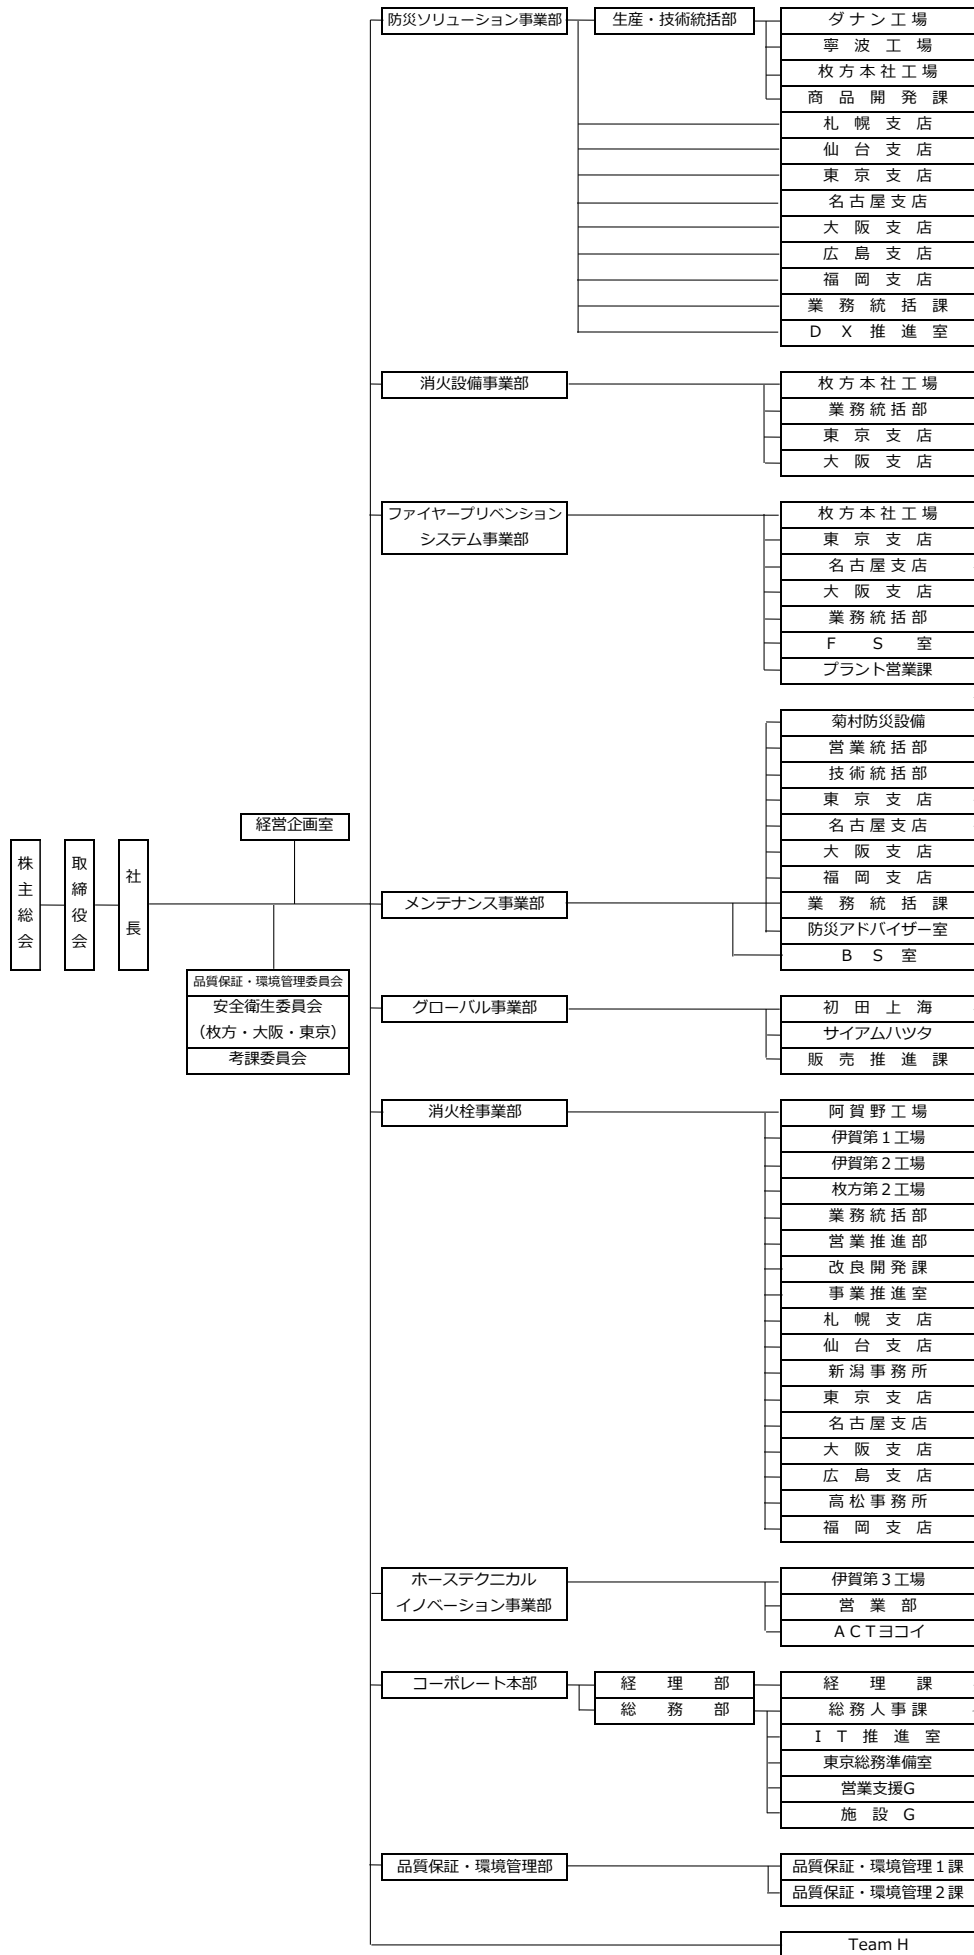 防災ソリューション事業部
生産・技術統括部
ダナン工場
寧波工場
枚方本社工場
商品開発課
札幌支店
仙台支店
東京支店
名古屋支店
大阪支店
広島支店
福岡支店
業務統括課
DX推進室
消火設備事業部
枚方本社工場
業務統括部
東京支店
大阪支店
ファイヤープリベンション
システム事業部
枚方本社工場
東京支店
名古屋支店
大阪支店
業務統括部
FS室
プラント営業課
株主総会
取締役会
社長
経営企画室
品質保証・環境管理委員会
安全衛生委員会
（枚方・大阪・東京）
考課委員会
メンテナンス事業部
菊村防災設備
営業統括部
技術統括部
東京支店
名古屋支店
大阪支店
福岡支店
業務統括課
防災アドバイザー室
BS室
グローバル事業部
初田上海
サイアムハツタ
販売推進課
消火栓事業部
阿賀野工場
伊賀第１工場
伊賀第２工場
枚方第２工場
業務統括部
営業推進部
改良開発課
事業推進室
札幌支店
仙台支店
新潟事務所
東京支店
名古屋支店
大阪支店
広島支店
高松事務所
福岡支店
ホーステクニカル
イノベーション事業部
伊賀第３工場
営業部
ACTヨコイ
コーポレート本部
経理部
総務部
経理課
総務人事課
IT推進室
東京総務準備室
営業支援G
施設G
品質保証・環境管理部
品質保証・環境管理１課
品質保証・環境管理２課
Team H